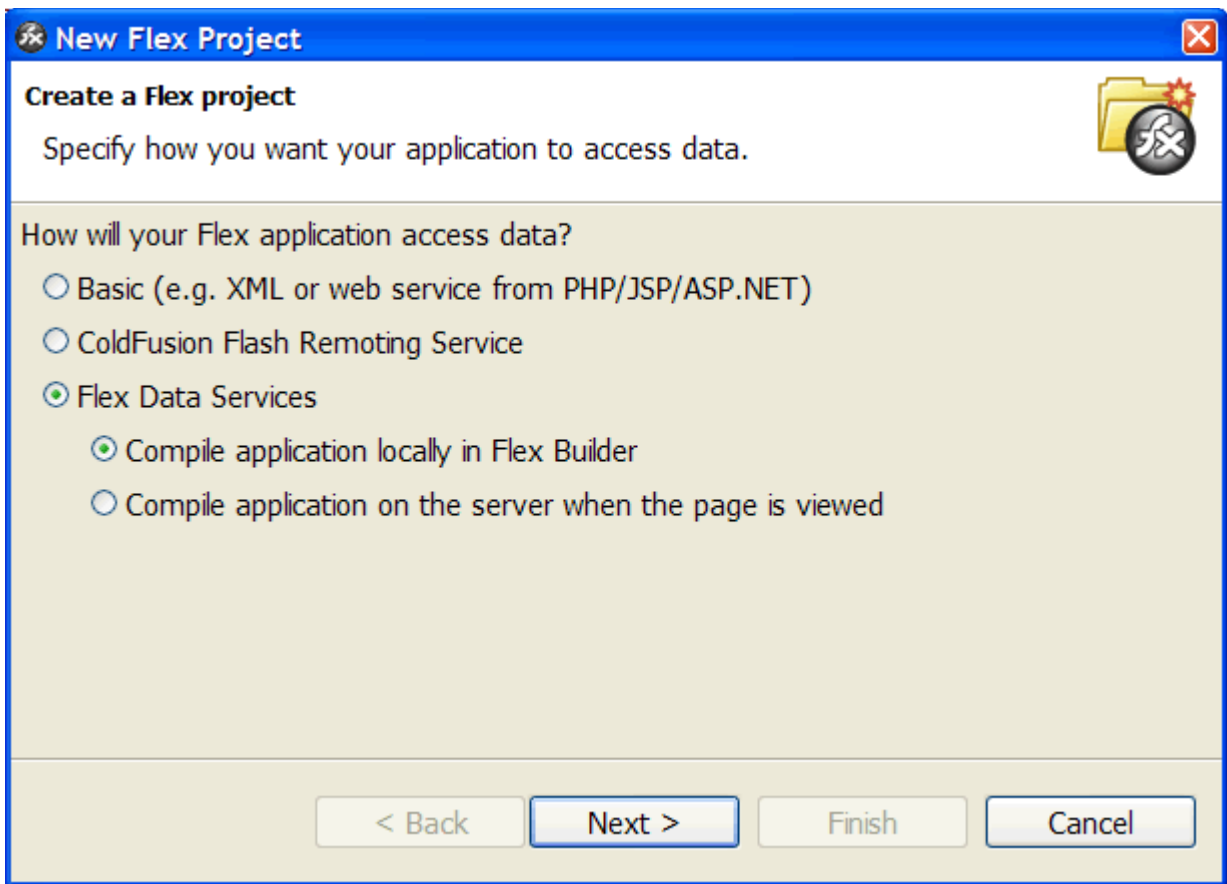 New Flex Project
Create a Flex project
Specify how you want your application to access data.
How will your Flex application access data?
Basic (e.g. XML or web service from PHP/JSP/ASP.NET)
ColdFusion Flash Remoting Service
Flex Data Services
Compile application locally in Flex Builder
Compile application on the server when the page is viewed
< Back Next > Finish Cancel